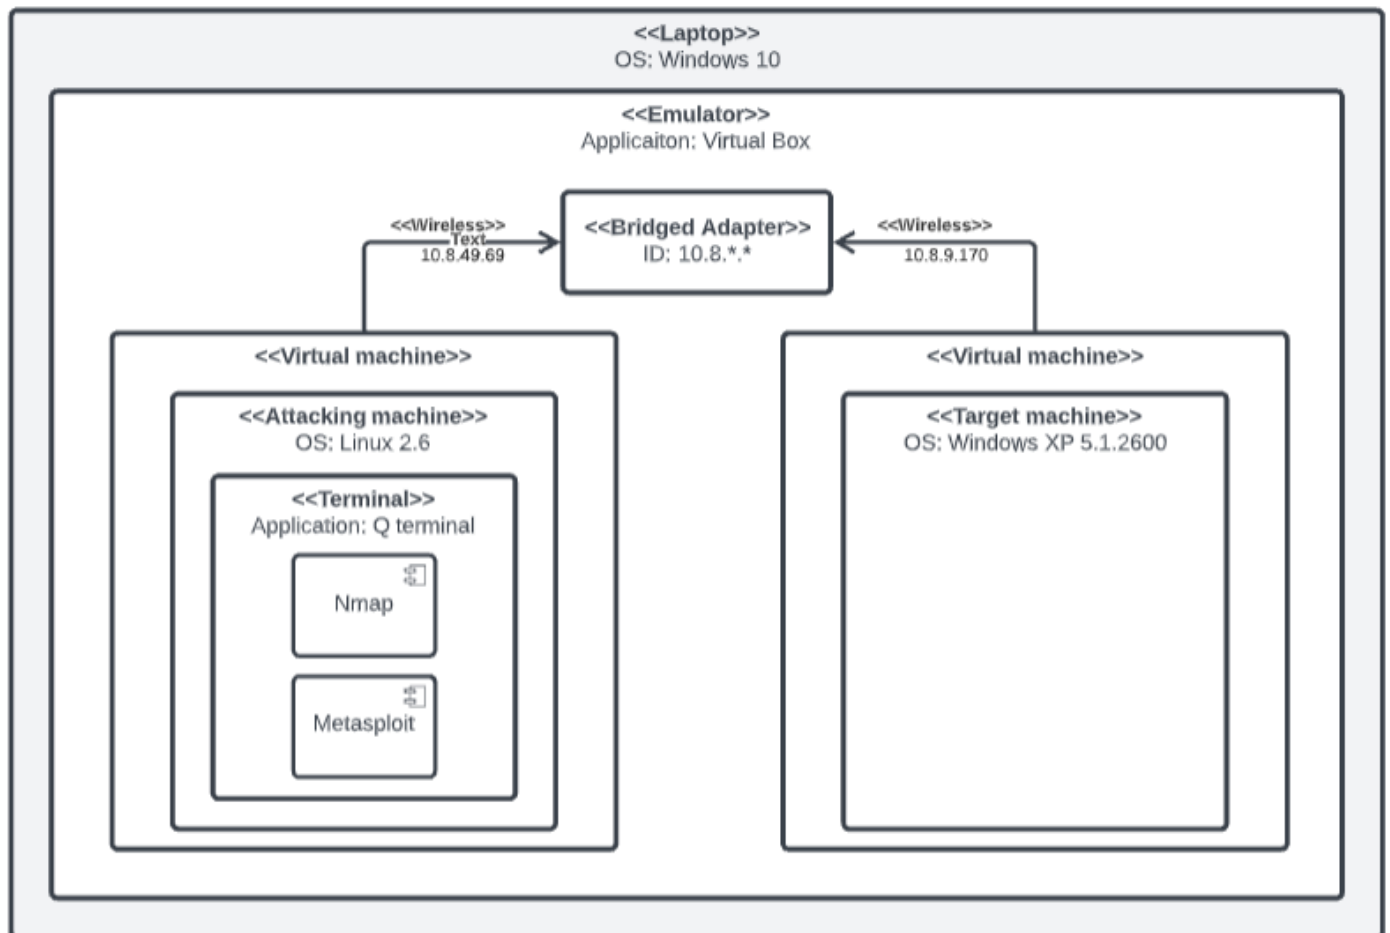 <<Laptop>>
OS: Windows 10
<<Emulator>>
Applicaiton: Virtual Box
<<Wireless>>
Text
10.8.49.69
<<Bridged Adapter>>
ID: 10.8.*.*
<<Wireless>>
10.8.9.170
<<Virtual machine>>
<<Attacking machine>>
OS: Linux 2.6
<<Terminal>>
Application: Q terminal
Nmap
Metasploit
<<Virtual machine>>
<<Target machine>>
OS: Windows XP 5.1.2600